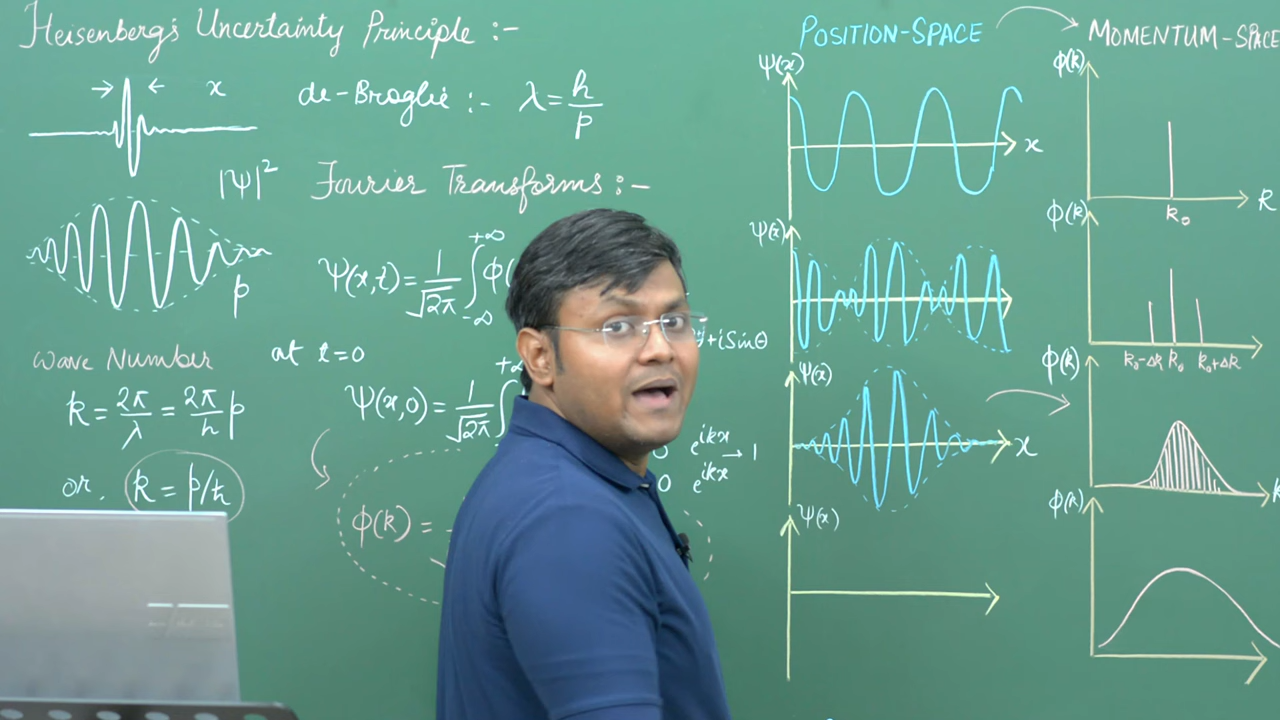 Heisenberg's Uncertainty Principle :-
x
de-Broglie :- λ = h/p
|Ψ|²
Fourier Transforms :-
p
Ψ(x,t) = 1/√2π ∫ +∞ -∞ ϕ(
+iSinθ
Wave Number
at t=0
k = 2π/λ = 2π/h p
Ψ(x,0) = 1/√2π ∫
e^ikx → 1
e^ikx
or, k = p/ħ
ϕ(k) =
POSITION-SPACE
MOMENTUM-SPACE
Ψ(x)
x
ϕ(k)
k₀
k
Ψ(x)
ϕ(k)
k₀-Δk k₀ k₀+Δk
Ψ(x)
x
ϕ(k)
k
Ψ(x)
ϕ(k)